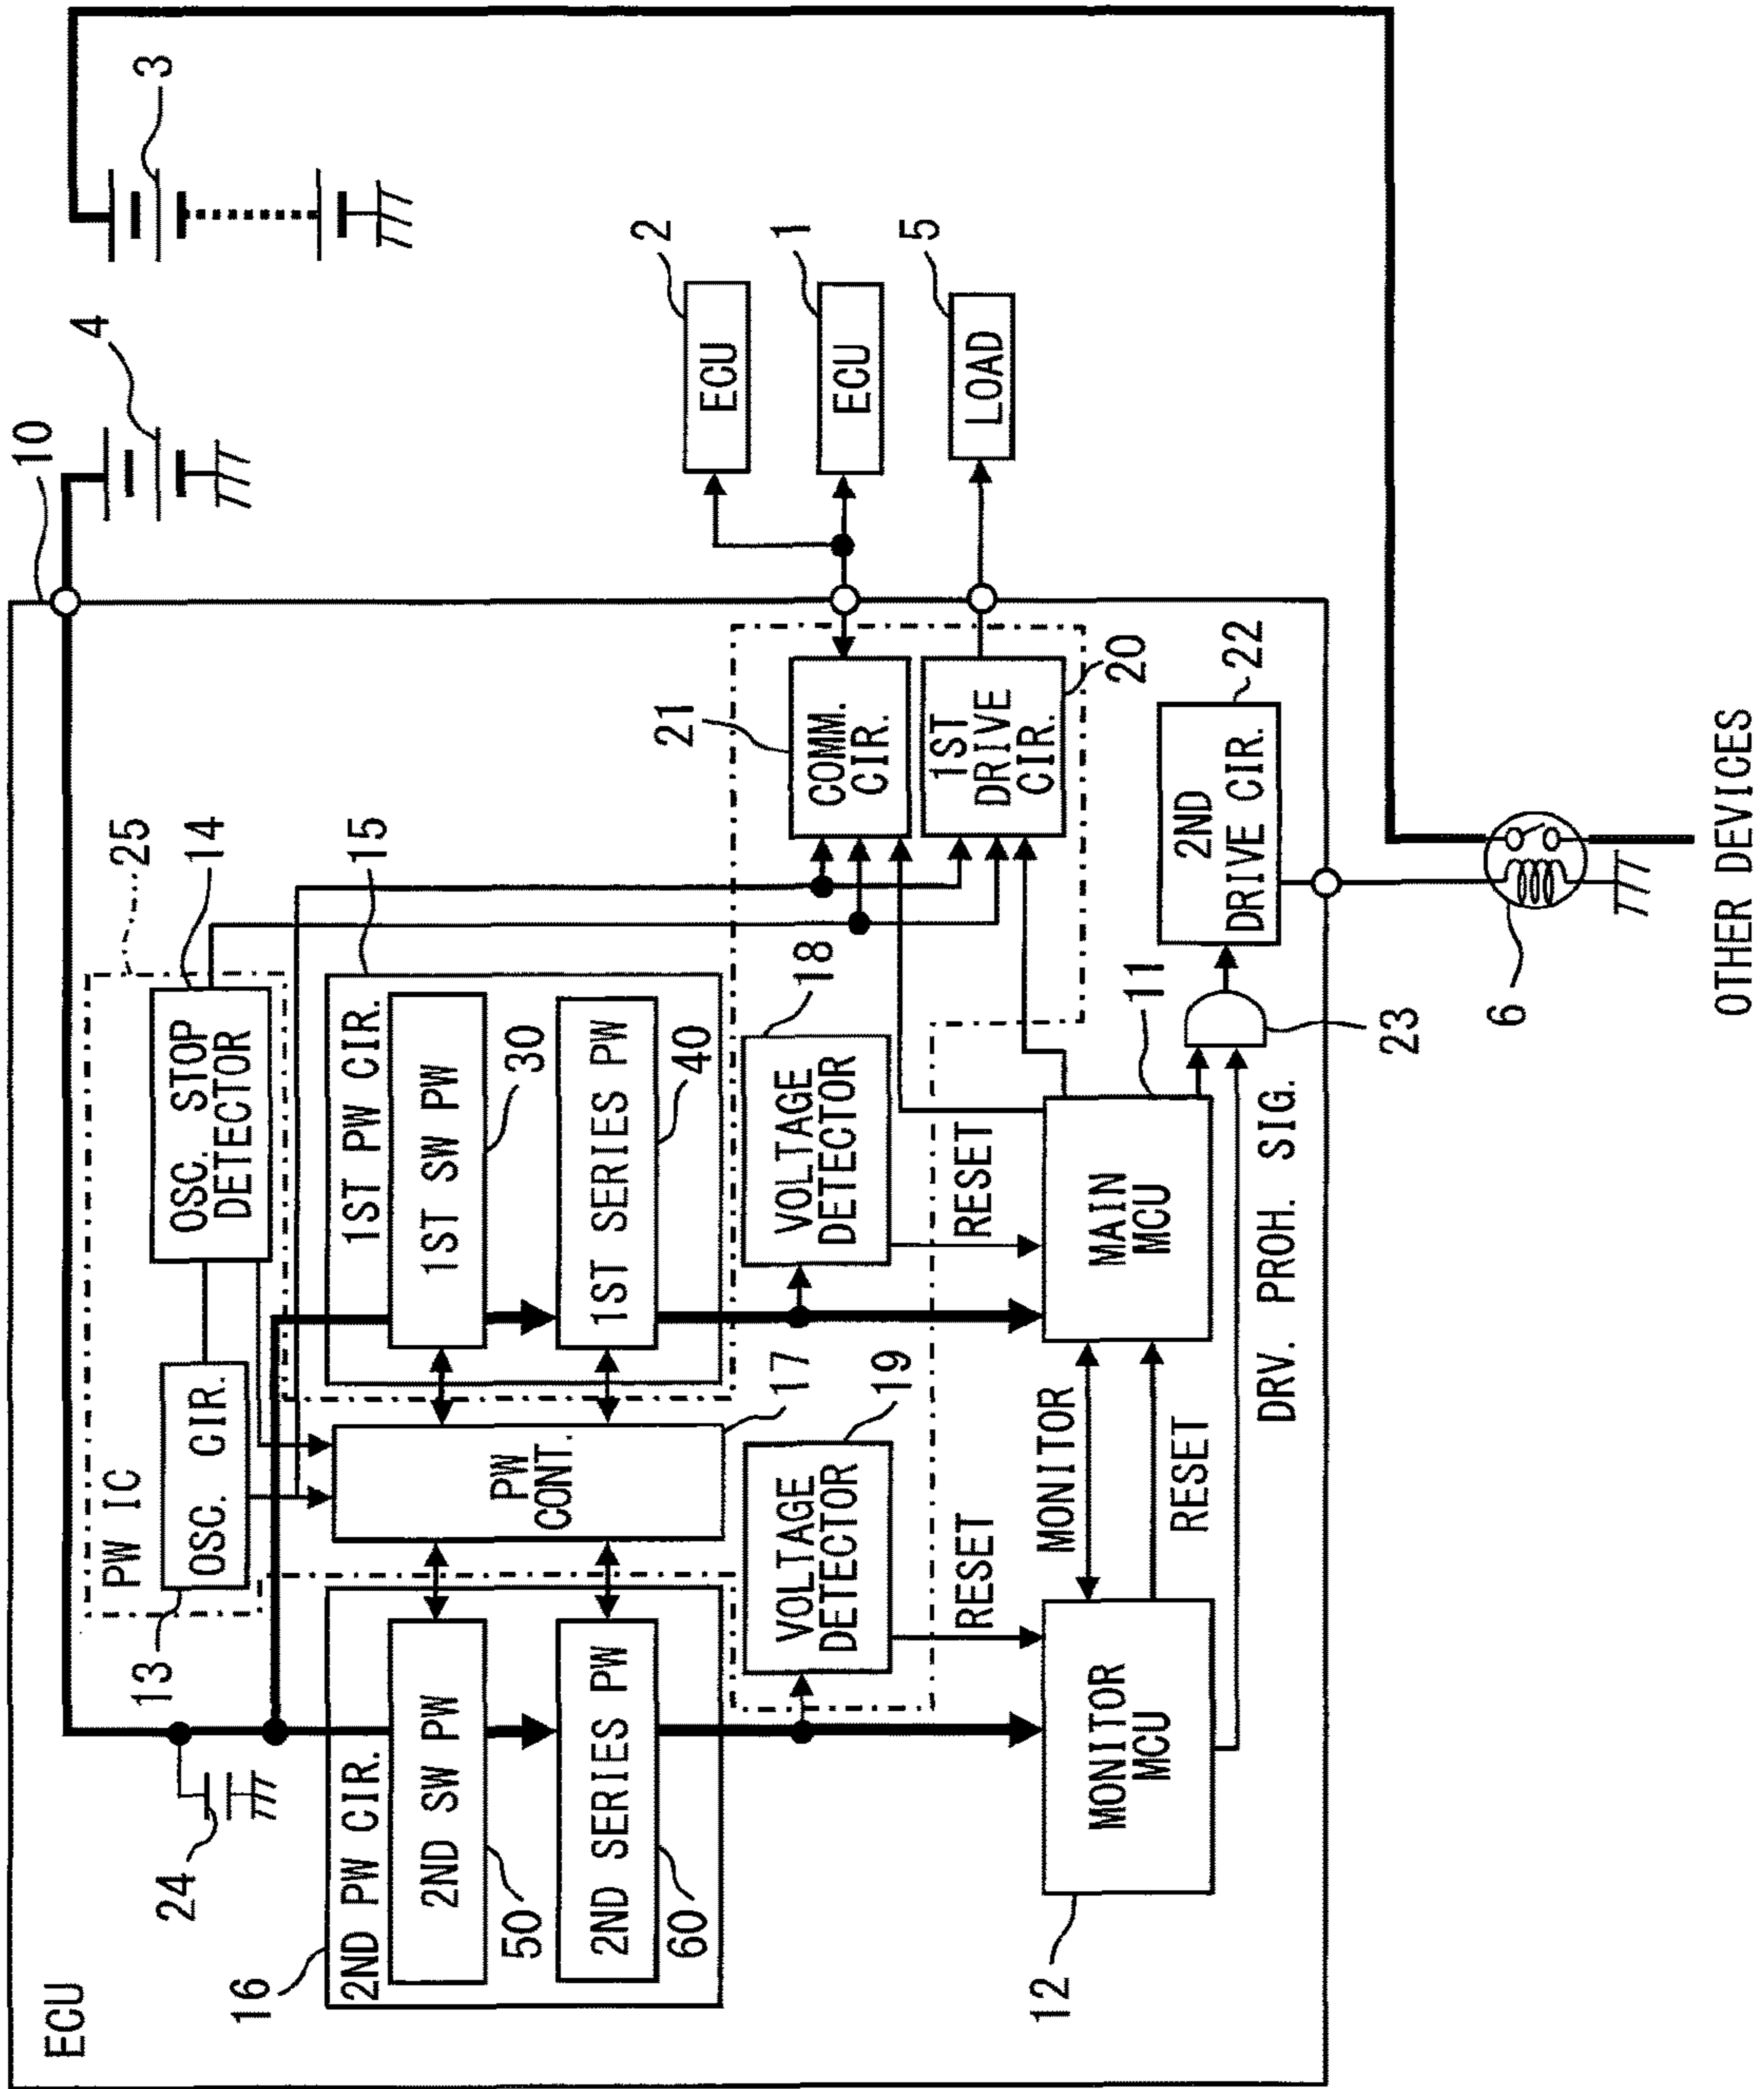 ECU
10
4
3
24
13
PW IC
OSC. CIR.
OSC. STOP
DETECTOR
25
14
15
16
2ND PW CIR.
2ND SW PW
50
2ND SERIES PW
60
PW
CONT.
17
1ST PW CIR.
1ST SW PW
30
1ST SERIES PW
40
19
VOLTAGE
DETECTOR
RESET
18
VOLTAGE
DETECTOR
RESET
21
COMM.
CIR.
1ST
DRIVE
CIR.
20
2
ECU
1
ECU
5
LOAD
12
MONITOR
MCU
MONITOR
RESET
MAIN
MCU
11
DRV. PROH. SIG.
23
2ND
DRIVE CIR.
22
6
OTHER DEVICES